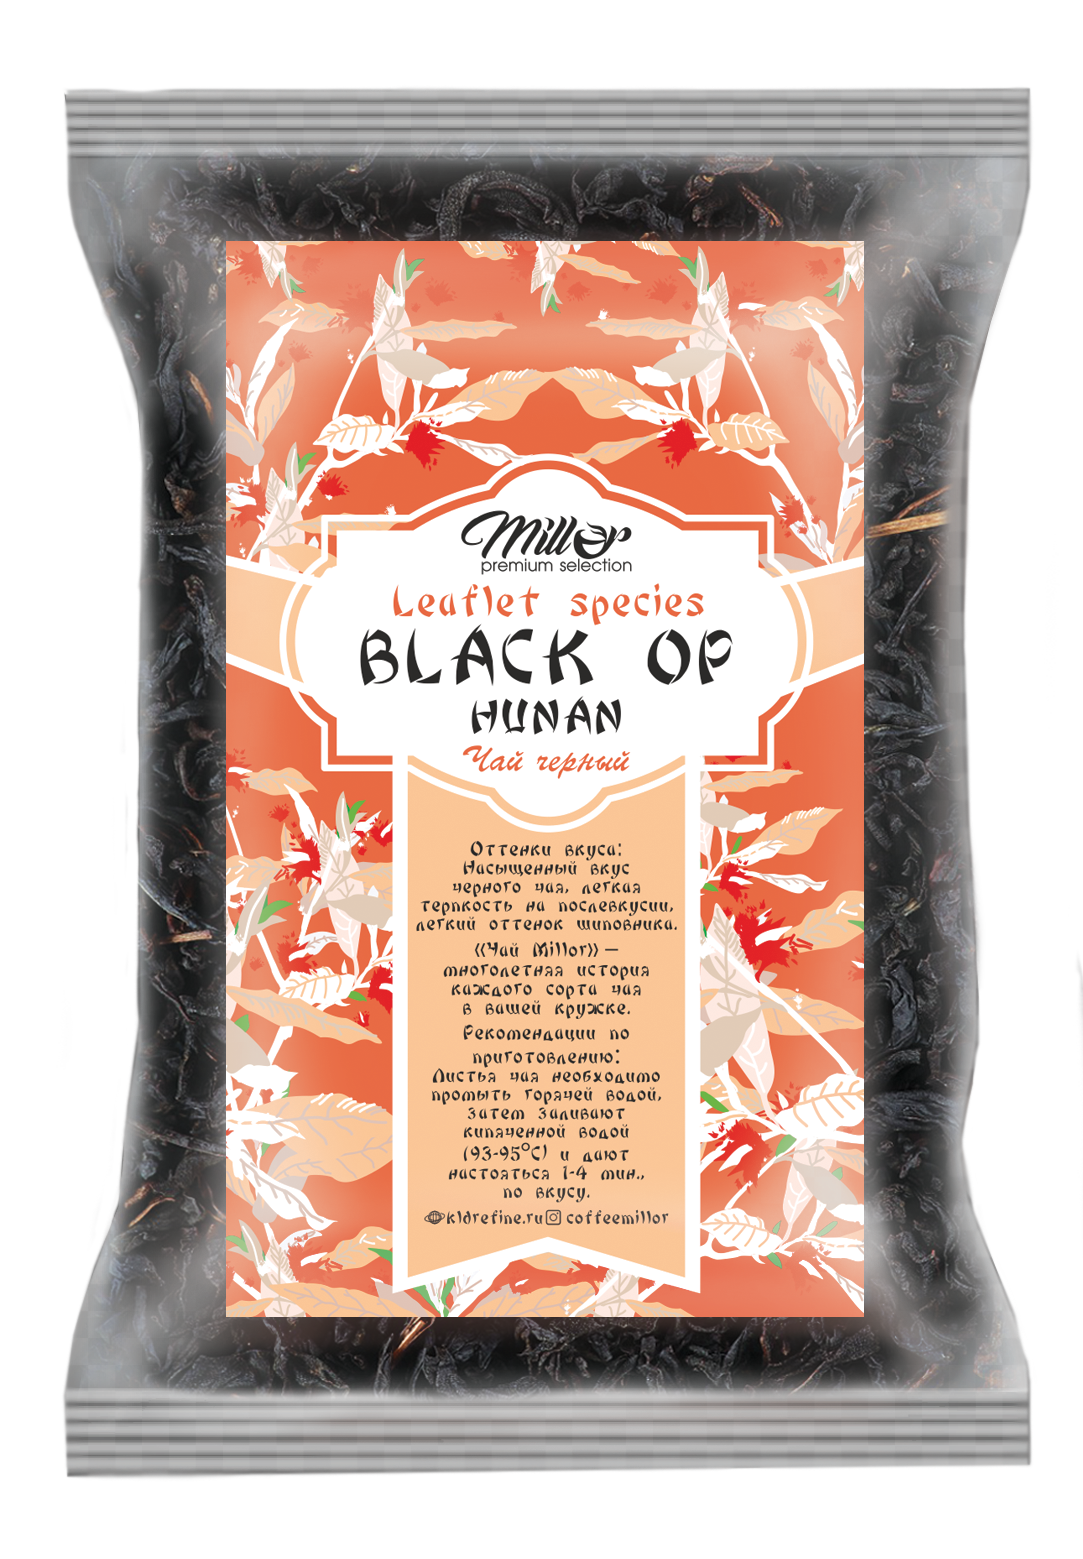 Millor
premium selection
Leaflet species
BLACK OP
HUNAN
Чай черный
Оттенки вкуса:
Насыщенный вкус
черного чая, легкая
терпкость на послевкусии,
легкий оттенок шиповника.
«Чай Millor» —
многолетняя история
каждого сорта чая
в вашей кружке.
Рекомендации по
приготовлению:
Листья чая необходимо
промыть горячей водой,
затем заливают
кипяченной водой
(93-95°C) и дают
настояться 1-4 мин.,
по вкусу.
kldrefine.ru coffeemillor